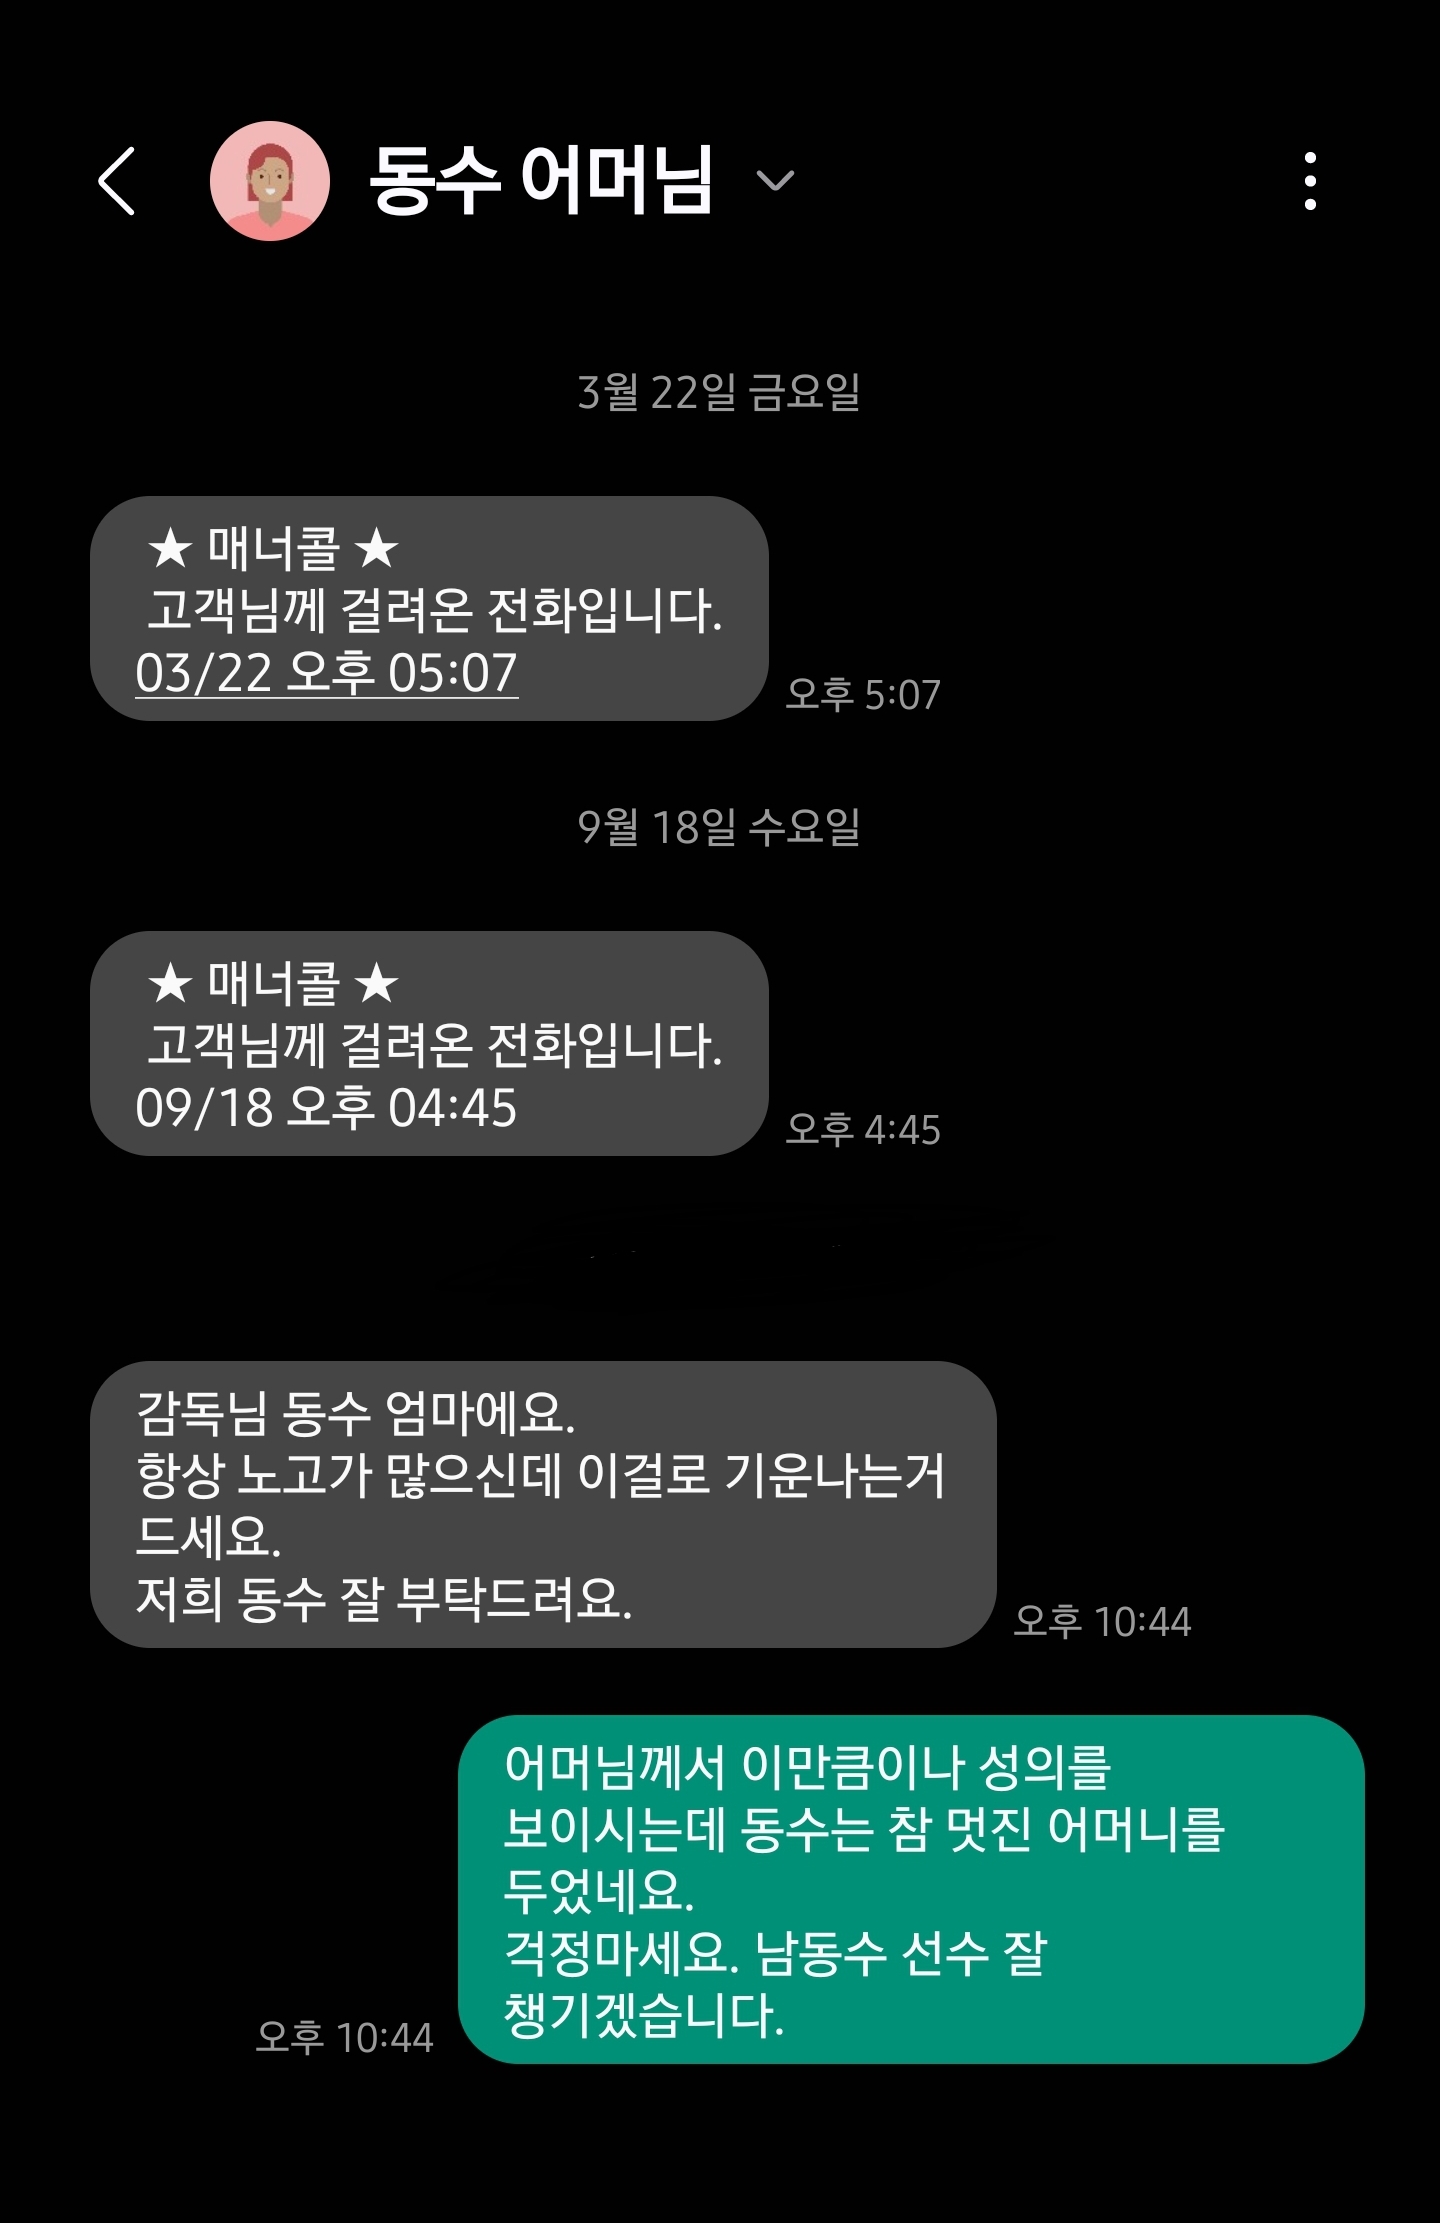 동수 어머님
3월 22일 금요일
★ 매너콜 ★
고객님께 걸려온 전화입니다.
03/22 오후 05:07
오후 5:07
9월 18일 수요일
★ 매너콜 ★
고객님께 걸려온 전화입니다.
09/18 오후 04:45
오후 4:45
감독님 동수 엄마에요.
항상 노고가 많으신데 이걸로 기운나는거
드세요.
저희 동수 잘 부탁드려요.
오후 10:44
어머님께서 이만큼이나 성의를
보이시는데 동수는 참 멋진 어머니를
두었네요.
걱정마세요. 남동수 선수 잘
챙기겠습니다.
오후 10:44